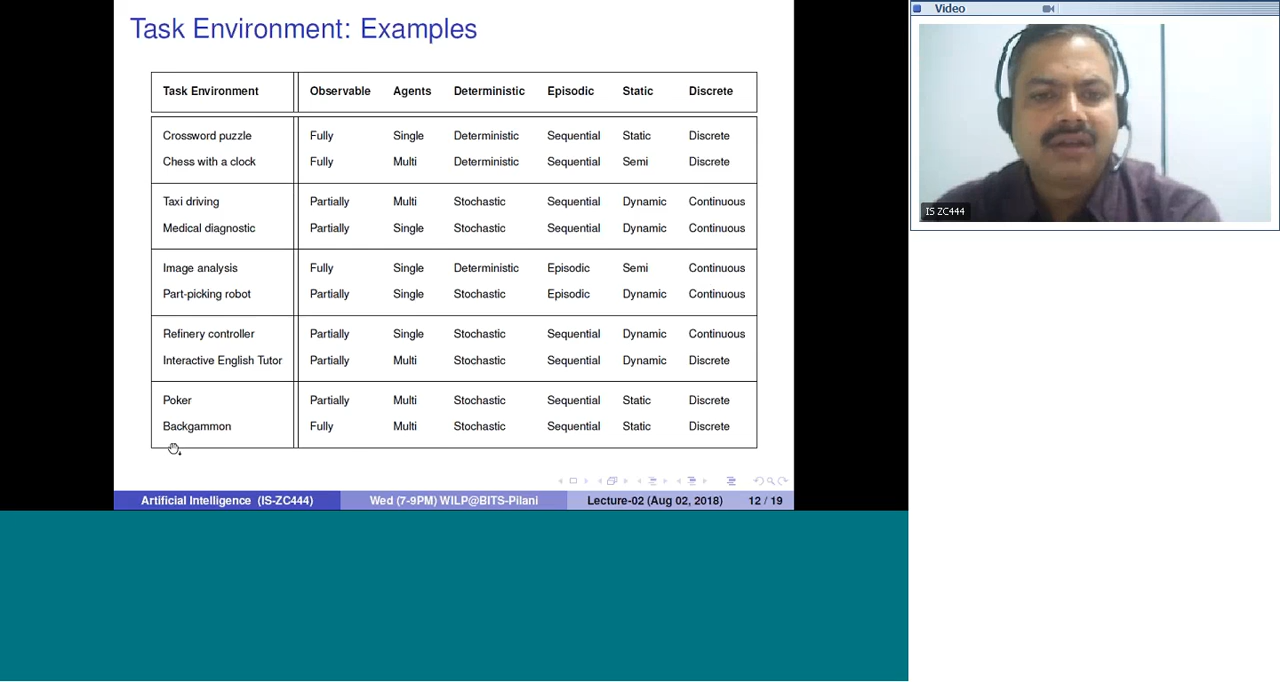 Task Environment: Examples
Task Environment Observable Agents Deterministic Episodic Static Discrete
Crossword puzzle Fully Single Deterministic Sequential Static Discrete
Chess with a clock Fully Multi Deterministic Sequential Semi Discrete
Taxi driving Partially Multi Stochastic Sequential Dynamic Continuous
Medical diagnostic Partially Single Stochastic Sequential Dynamic Continuous
Image analysis Fully Single Deterministic Episodic Semi Continuous
Part-picking robot Partially Single Stochastic Episodic Dynamic Continuous
Refinery controller Partially Single Stochastic Sequential Dynamic Continuous
Interactive English Tutor Partially Multi Stochastic Sequential Dynamic Discrete
Poker Partially Multi Stochastic Sequential Static Discrete
Backgammon Fully Multi Stochastic Sequential Static Discrete
Artificial Intelligence (IS-ZC444) Wed (7-9PM) WILP@BITS-Pilani Lecture-02 (Aug 02, 2018) 12 / 19
Video
IS ZC444